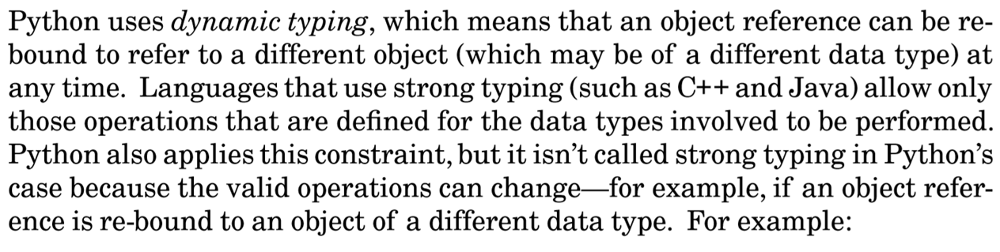 Python uses dynamic typing, which means that an object reference can be re-
bound to refer to a different object (which may be of a different data type) at
any time. Languages that use strong typing (such as C++ and Java) allow only
those operations that are defined for the data types involved to be performed.
Python also applies this constraint, but it isn’t called strong typing in Python’s
case because the valid operations can change—for example, if an object refer-
ence is re-bound to an object of a different data type. For example: